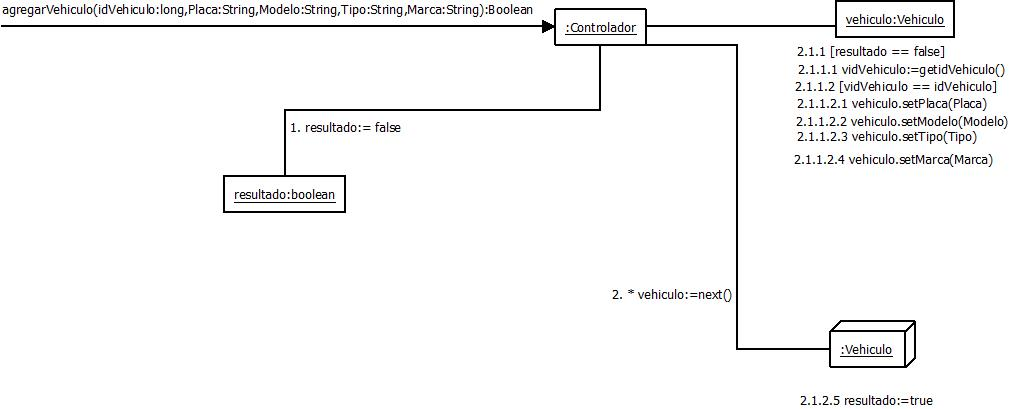 agregarVehiculo(idVehiculo:long,Placa:String,Modelo:String,Tipo:String,Marca:String):Boolean
:Controlador
vehiculo:Vehiculo
2.1.1 [resultado == false]
2.1.1.1 vidVehiculo:=getidVehiculo()
2.1.1.2 [vidVehiculo == idVehiculo]
2.1.1.2.1 vehiculo.setPlaca(Placa)
2.1.1.2.2 vehiculo.setModelo(Modelo)
2.1.1.2.3 vehiculo.setTipo(Tipo)
2.1.1.2.4 vehiculo.setMarca(Marca)
1. resultado:= false
resultado:boolean
2. * vehiculo:=next()
:Vehiculo
2.1.2.5 resultado:=true